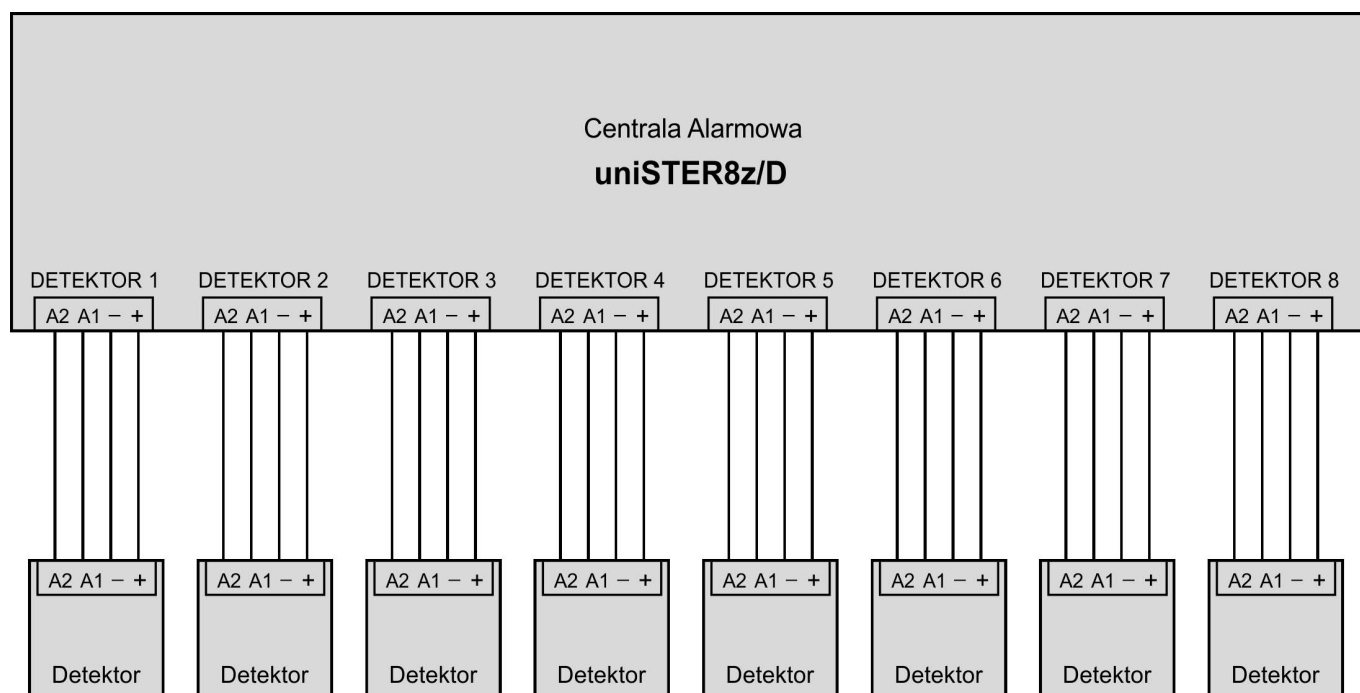 Centrala Alarmowa
uniSTER8z/D
DETEKTOR 1 DETEKTOR 2 DETEKTOR 3 DETEKTOR 4 DETEKTOR 5 DETEKTOR 6 DETEKTOR 7 DETEKTOR 8
A2 A1 − + A2 A1 − + A2 A1 − + A2 A1 − + A2 A1 − + A2 A1 − + A2 A1 − + A2 A1 − +
A2 A1 − + A2 A1 − + A2 A1 − + A2 A1 − + A2 A1 − + A2 A1 − + A2 A1 − + A2 A1 − +
Detektor Detektor Detektor Detektor Detektor Detektor Detektor Detektor